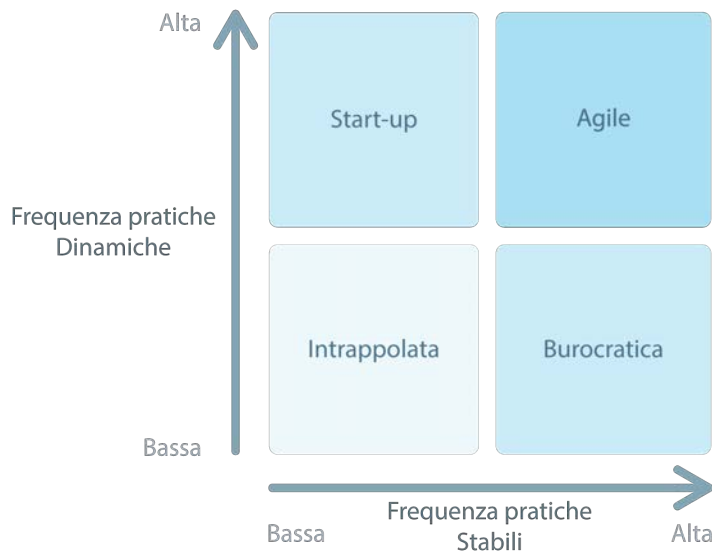 Alta
Start-up
Agile
Frequenza pratiche
Dinamiche
Intrappolata
Burocratica
Bassa
Frequenza pratiche
Stabili
Bassa
Alta